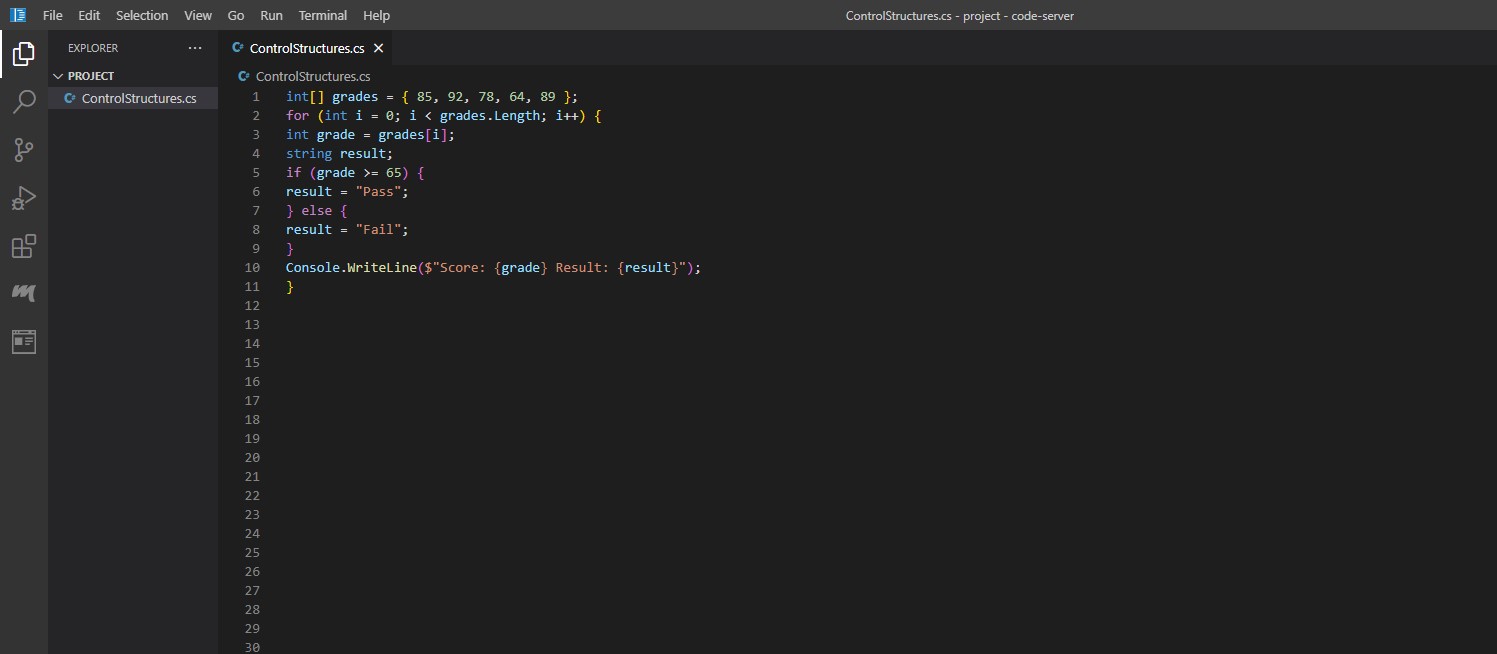 File Edit Selection View Go Run Terminal Help ControlStructures.cs - project - code-server
EXPLORER ···
PROJECT
C# ControlStructures.cs
C# ControlStructures.cs ×
C# ControlStructures.cs
1 int[] grades = { 85, 92, 78, 64, 89 };
2 for (int i = 0; i < grades.Length; i++) {
3 int grade = grades[i];
4 string result;
5 if (grade >= 65) {
6 result = "Pass";
7 } else {
8 result = "Fail";
9 }
10 Console.WriteLine($"Score: {grade} Result: {result}");
11 }
12
13
14
15
16
17
18
19
20
21
22
23
24
25
26
27
28
29
30